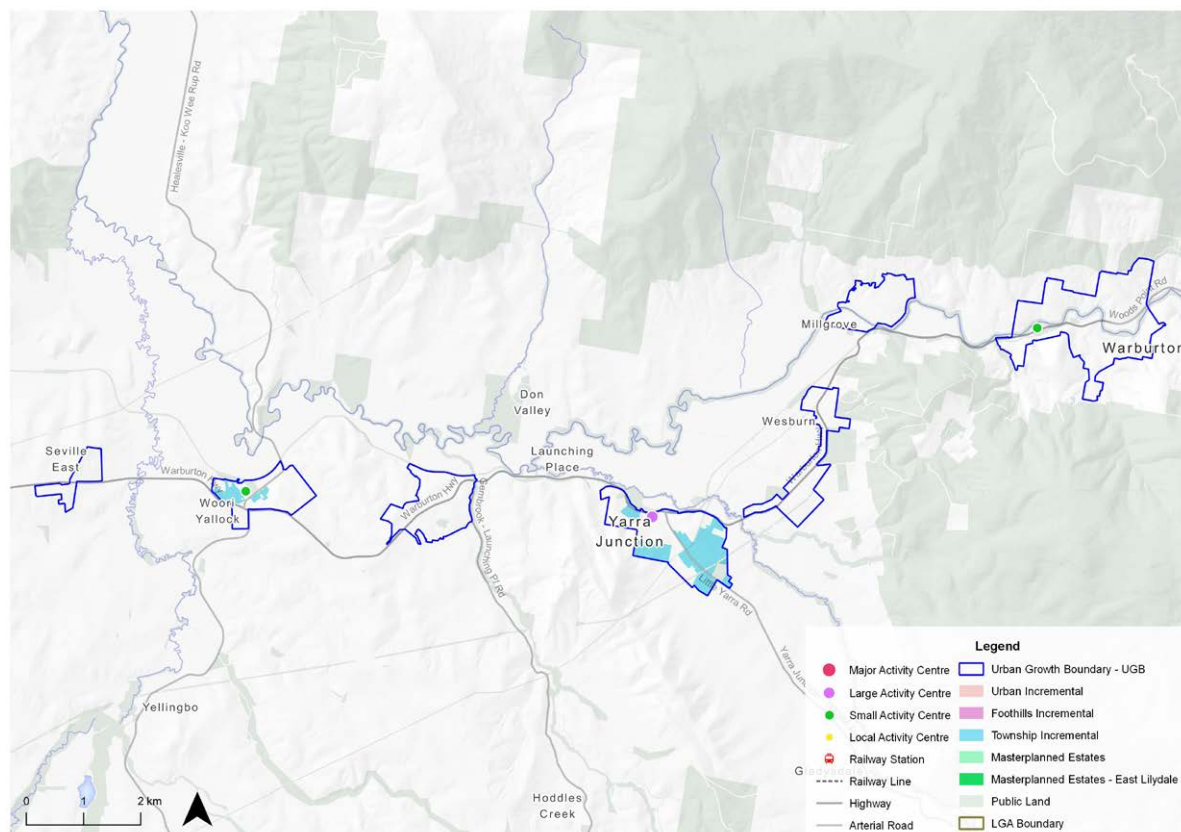 Healesville - Koo Wee Rup Rd
Woods Point Rd
Millgrove
Warburton
Don
Valley
Wesburn
Seville
East
Launching
Place
Warburton Hwy
Woori
Yallock
Warburton Hwy
Gembrook - Launching Pl Rd
Yarra
Junction
Little Yarra Rd
Yellingbo
Hoddles
Creek
0 1 2 km
Legend
Major Activity Centre
Large Activity Centre
Small Activity Centre
Local Activity Centre
Railway Station
Railway Line
Highway
Arterial Road
Urban Growth Boundary - UGB
Urban Incremental
Foothills Incremental
Township Incremental
Masterplanned Estates
Masterplanned Estates - East Lilydale
Public Land
LGA Boundary